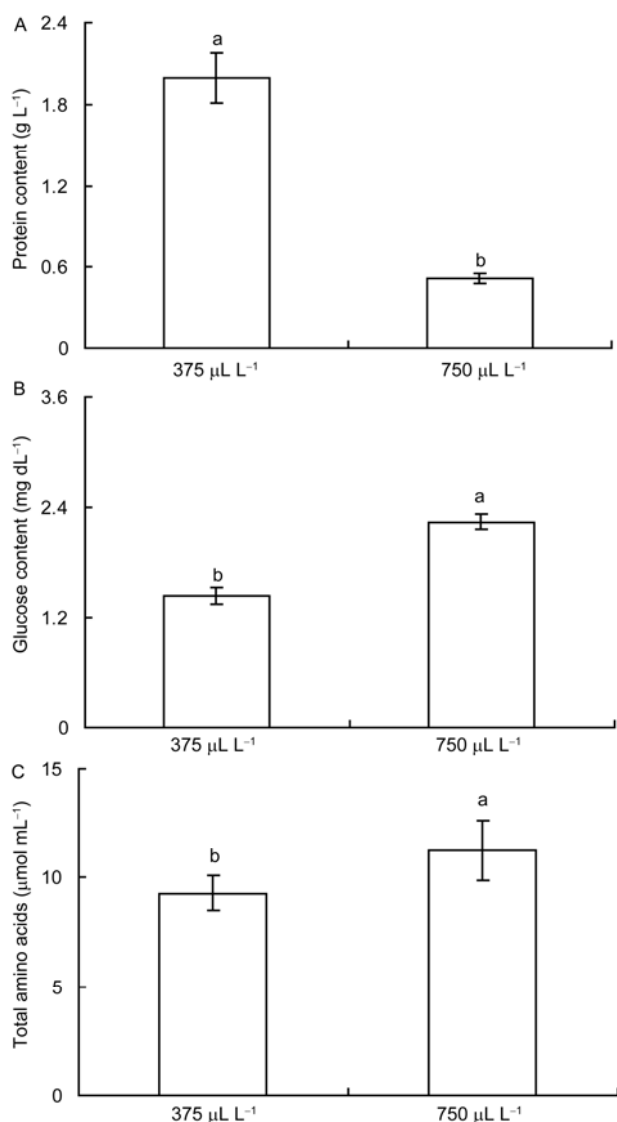 A
Protein content (g L⁻¹)
2.4
1.8
1.2
0.6
0
a
b
375 µL L⁻¹
750 µL L⁻¹
B
Glucose content (mg dL⁻¹)
3.6
2.4
1.2
0
b
a
375 µL L⁻¹
750 µL L⁻¹
C
Total amino acids (µmol mL⁻¹)
15
10
5
0
b
a
375 µL L⁻¹
750 µL L⁻¹